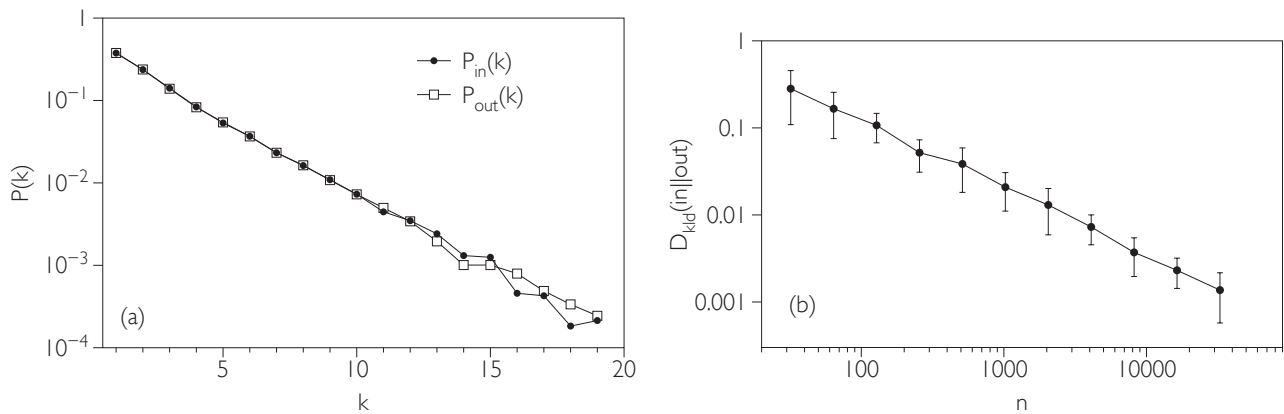 1
10⁻¹
10⁻²
10⁻³
10⁻⁴
P(k)
P_in(k)
P_out(k)
(a)
5 10 15 20
k
1
0.1
0.01
0.001
D_kld(in||out)
(b)
100 1000 10000
n